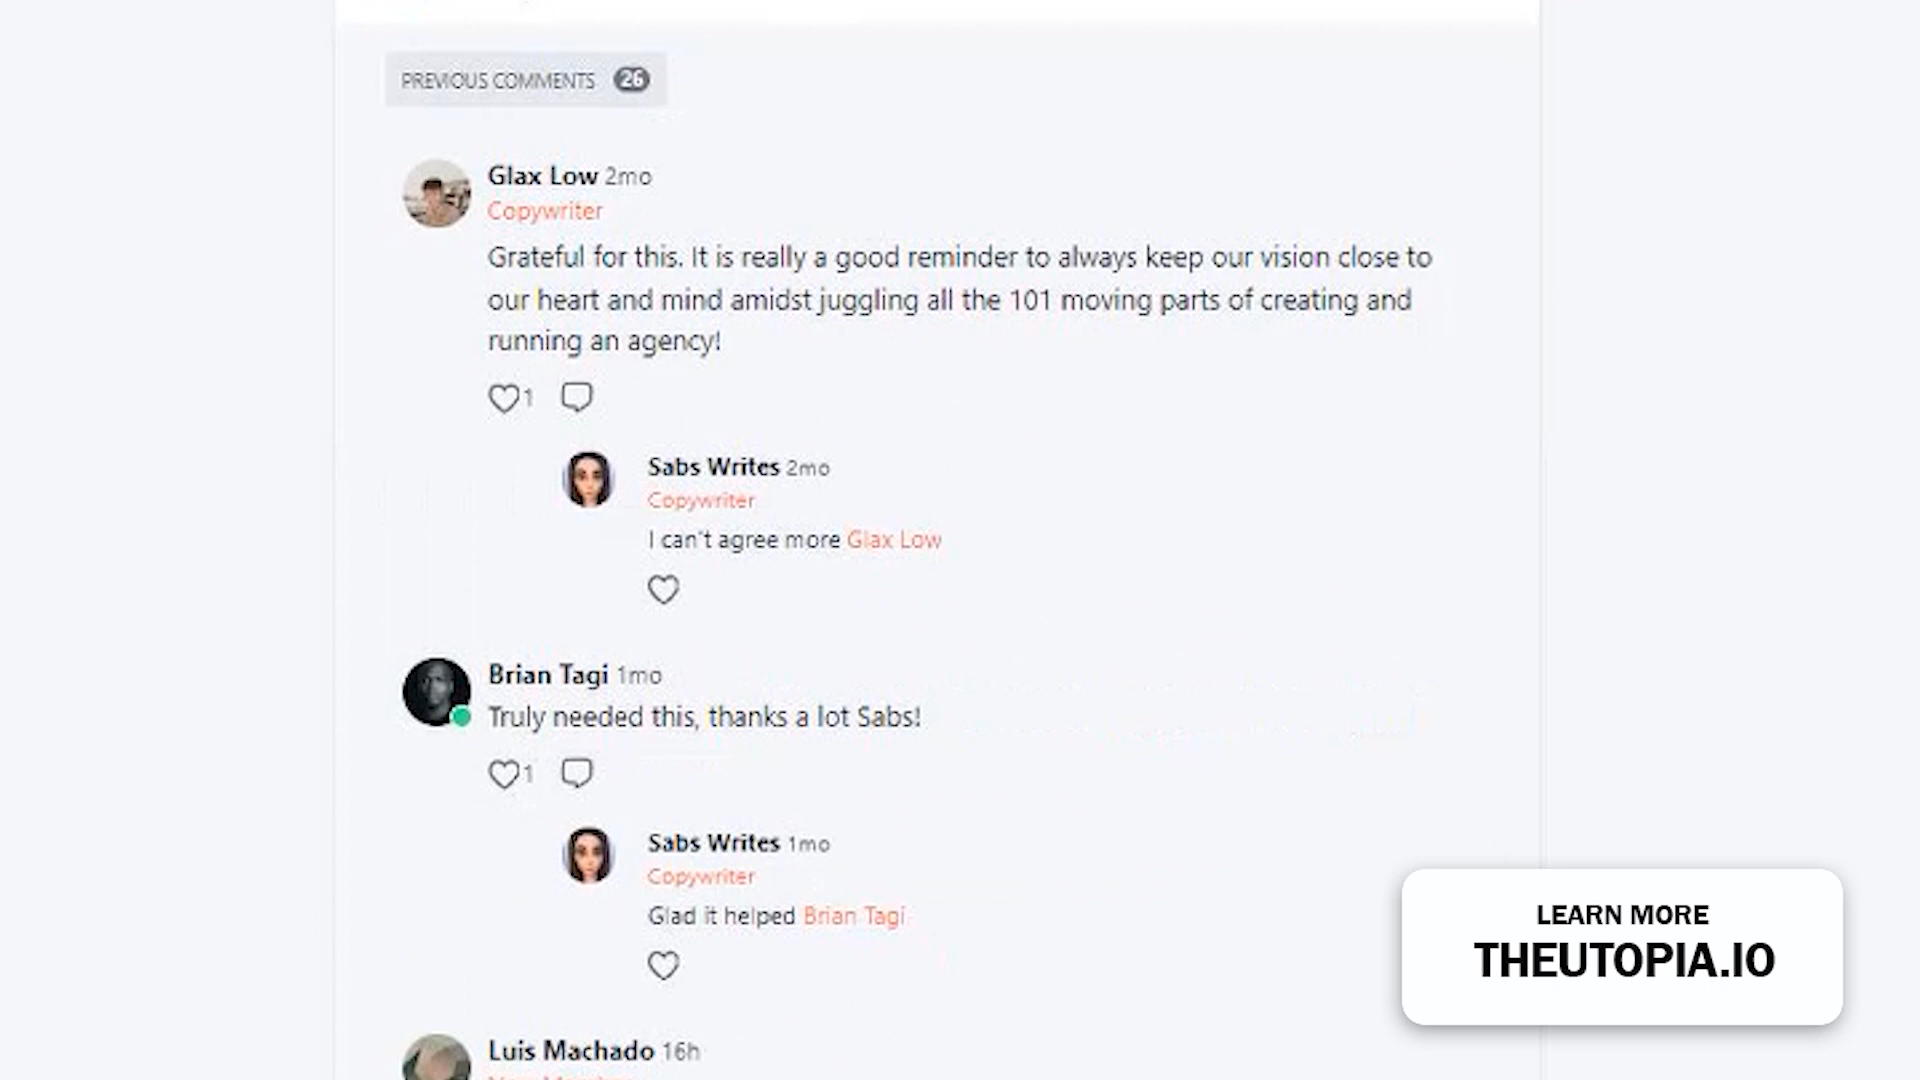 PREVIOUS COMMENTS 26
Glax Low 2mo
Copywriter
Grateful for this. It is really a good reminder to always keep our vision close to
our heart and mind amidst juggling all the 101 moving parts of creating and
running an agency!
1
Sabs Writes 2mo
Copywriter
I can't agree more Glax Low
Brian Tagi 1mo
Truly needed this, thanks a lot Sabs!
1
Sabs Writes 1mo
Copywriter
Glad it helped Brian Tagi
LEARN MORE
THEUTOPIA.IO
Luis Machado 16h